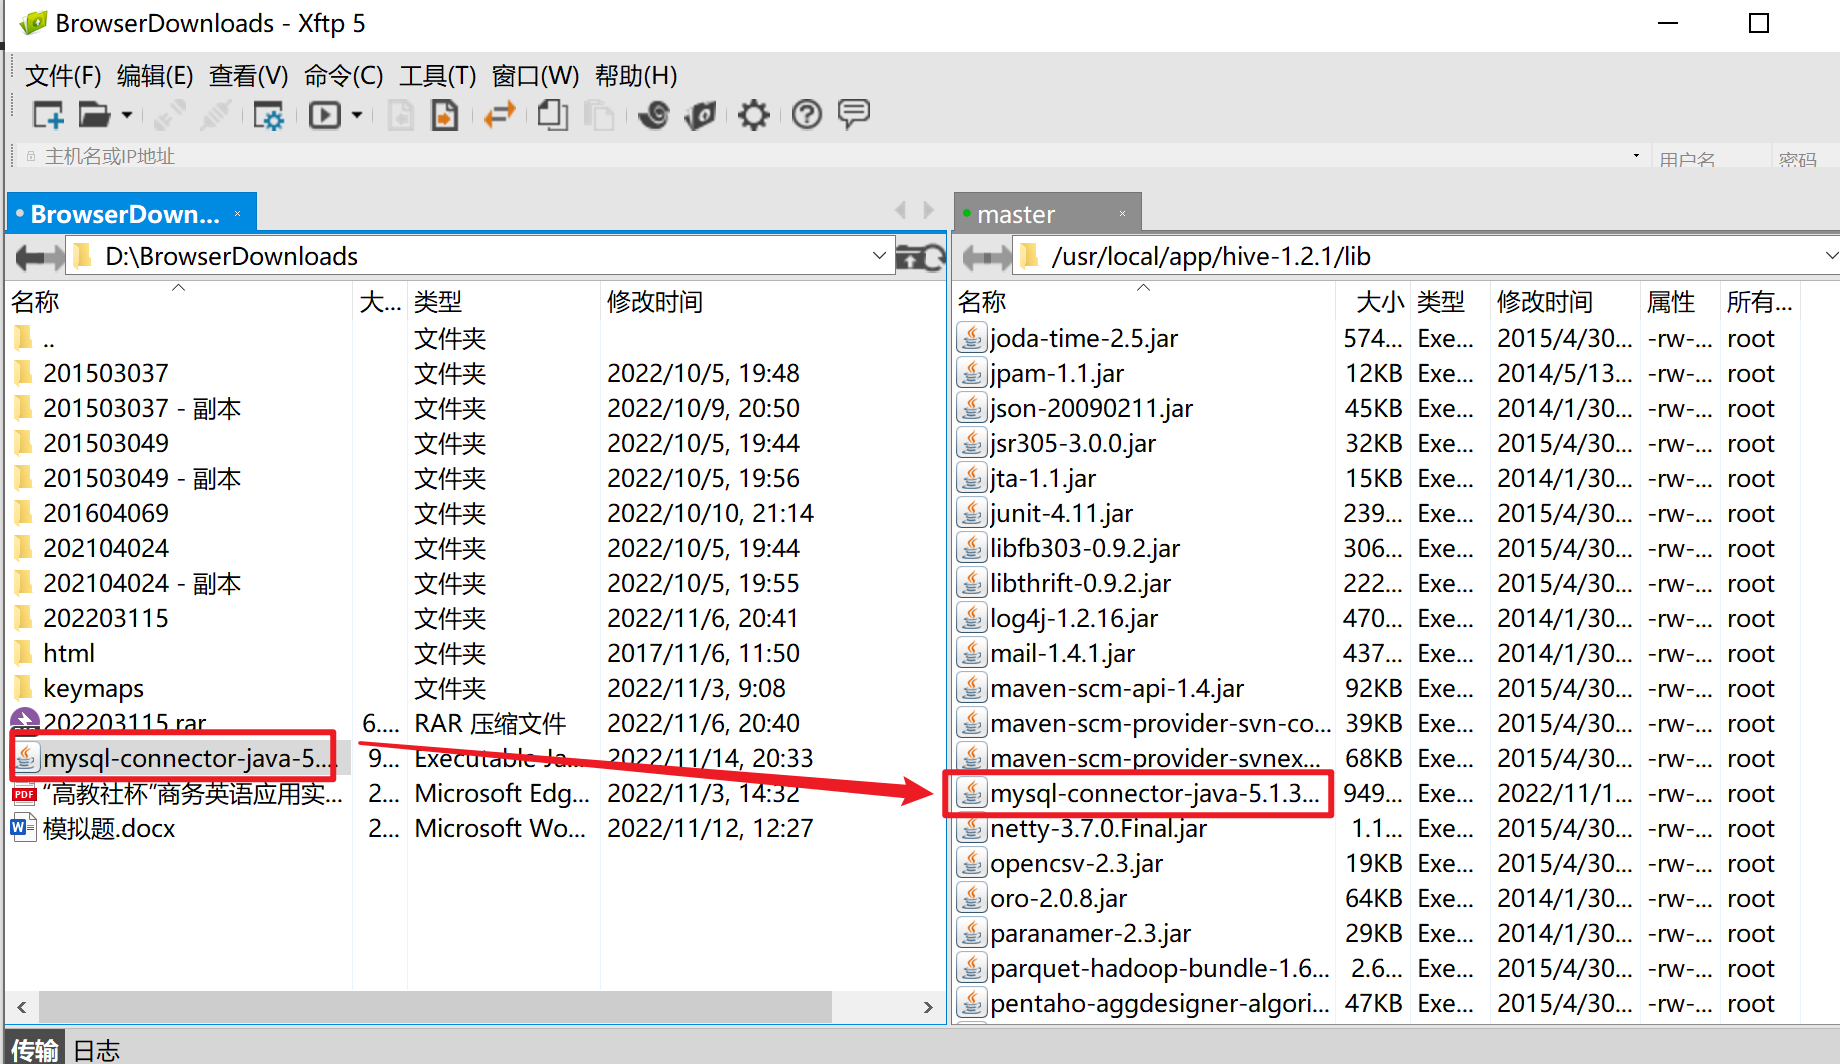 BrowserDownloads - Xftp 5
文件(F) 编辑(E) 查看(V) 命令(C) 工具(T) 窗口(W) 帮助(H)
主机名或IP地址 用户名 密码
BrowserDown... × master ×
D:\BrowserDownloads
名称 大... 类型 修改时间
.. 文件夹
201503037 文件夹 2022/10/5, 19:48
201503037 - 副本 文件夹 2022/10/9, 20:50
201503049 文件夹 2022/10/5, 19:44
201503049 - 副本 文件夹 2022/10/5, 19:56
201604069 文件夹 2022/10/10, 21:14
202104024 文件夹 2022/10/5, 19:44
202104024 - 副本 文件夹 2022/10/5, 19:55
202203115 文件夹 2022/11/6, 20:41
html 文件夹 2017/11/6, 11:50
keymaps 文件夹 2022/11/3, 9:08
202203115.rar 6.... RAR 压缩文件 2022/11/6, 20:40
mysql-connector-java-5.... 9... Executable Ja... 2022/11/14, 20:33
“高教社杯”商务英语应用实... 2... Microsoft Edg... 2022/11/3, 14:32
模拟题.docx 2... Microsoft Wo... 2022/11/12, 12:27
/usr/local/app/hive-1.2.1/lib
名称 大小 类型 修改时间 属性 所有...
joda-time-2.5.jar 574... Exe... 2015/4/30... -rw-... root
jpam-1.1.jar 12KB Exe... 2014/5/13... -rw-... root
json-20090211.jar 45KB Exe... 2014/1/30... -rw-... root
jsr305-3.0.0.jar 32KB Exe... 2015/4/30... -rw-... root
jta-1.1.jar 15KB Exe... 2014/1/30... -rw-... root
junit-4.11.jar 239... Exe... 2015/4/30... -rw-... root
libfb303-0.9.2.jar 306... Exe... 2015/4/30... -rw-... root
libthrift-0.9.2.jar 222... Exe... 2015/4/30... -rw-... root
log4j-1.2.16.jar 470... Exe... 2015/4/30... -rw-... root
mail-1.4.1.jar 437... Exe... 2014/1/30... -rw-... root
maven-scm-api-1.4.jar 92KB Exe... 2014/1/30... -rw-... root
maven-scm-provider-svn-co... 39KB Exe... 2014/1/30... -rw-... root
maven-scm-provider-svnex... 68KB Exe... 2014/1/30... -rw-... root
mysql-connector-java-5.1.3... 949... Exe... 2022/11/1... -rw-... root
netty-3.7.0.Final.jar 1.1... Exe... 2015/4/30... -rw-... root
opencsv-2.3.jar 19KB Exe... 2015/4/30... -rw-... root
oro-2.0.8.jar 64KB Exe... 2014/1/30... -rw-... root
paranamer-2.3.jar 29KB Exe... 2014/1/30... -rw-... root
parquet-hadoop-bundle-1.6... 2.6... Exe... 2015/4/30... -rw-... root
pentaho-aggdesigner-algori... 47KB Exe... 2015/4/30... -rw-... root
传输 日志